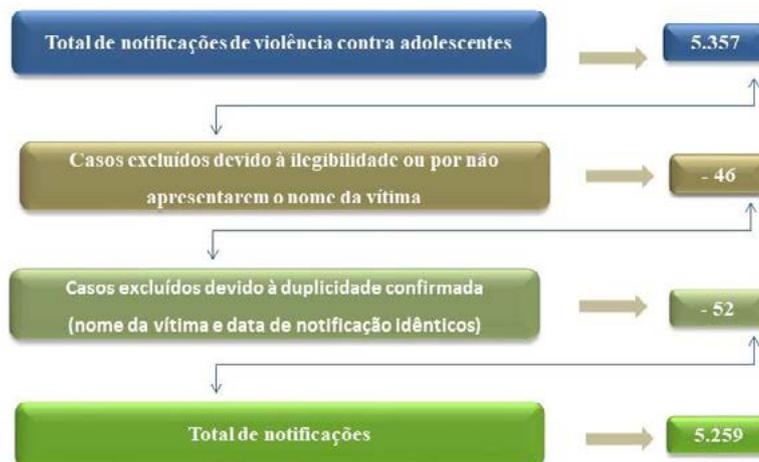 Total de notificações de violência contra adolescentes
5.357
Casos excluídos devido à ilegibilidade ou por não
apresentarem o nome da vítima
- 46
Casos excluídos devido à duplicidade confirmada
(nome da vítima e data de notificação idênticos)
- 52
Total de notificações
5.259